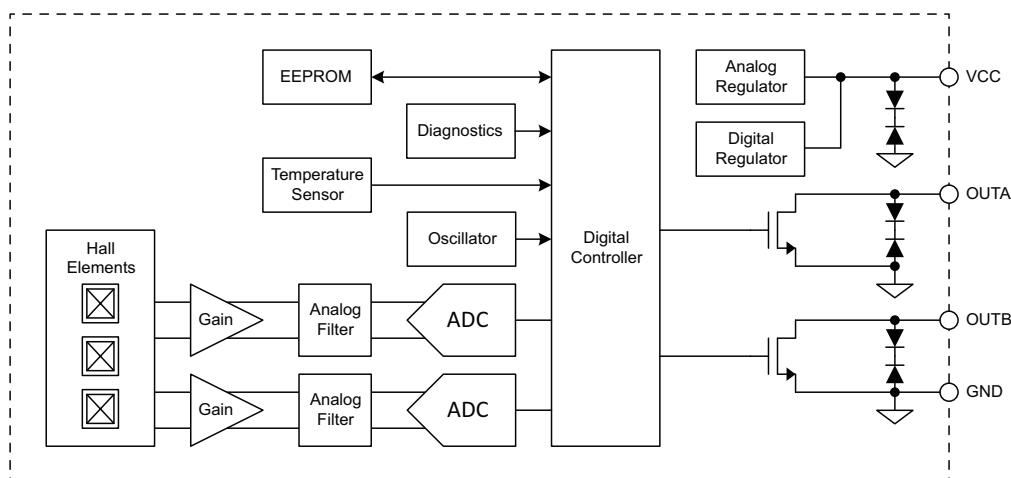 EEPROM
Analog
Regulator
VCC
Diagnostics
Digital
Regulator
Temperature
Sensor
OUTA
Oscillator
Digital
Controller
Hall
Elements
Gain
Analog
Filter
ADC
OUTB
Gain
Analog
Filter
ADC
GND